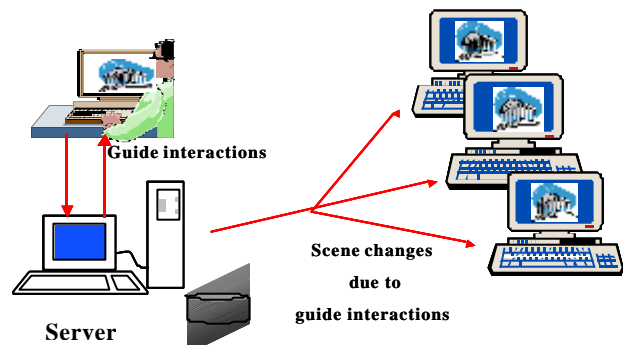 Guide interactions
Scene changes
due to
guide interactions
Server